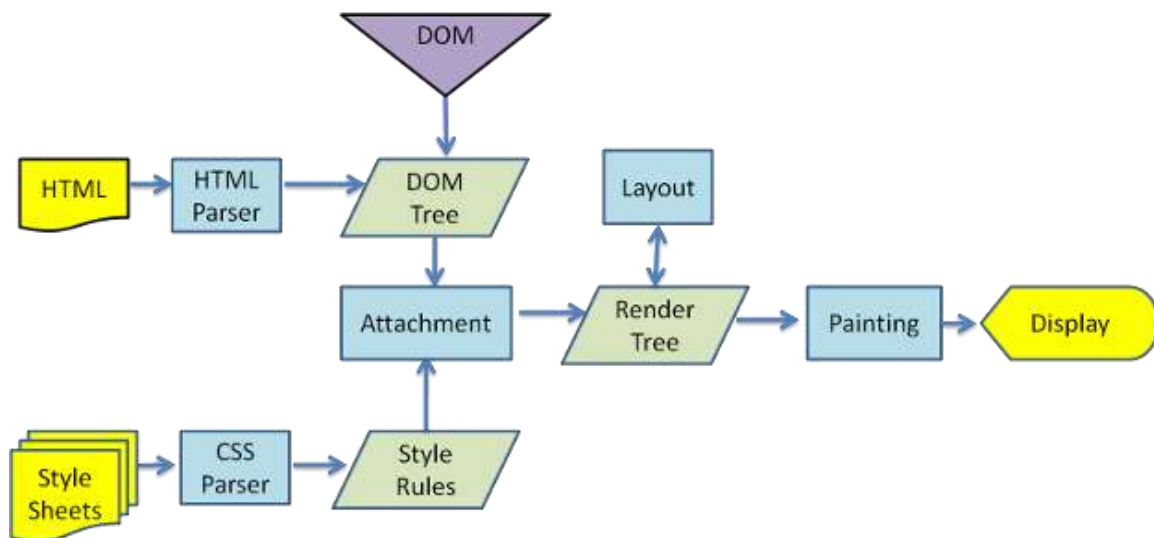 DOM
HTML
HTML
Parser
DOM
Tree
Layout
Attachment
Render
Tree
Painting
Display
Style
Sheets
CSS
Parser
Style
Rules